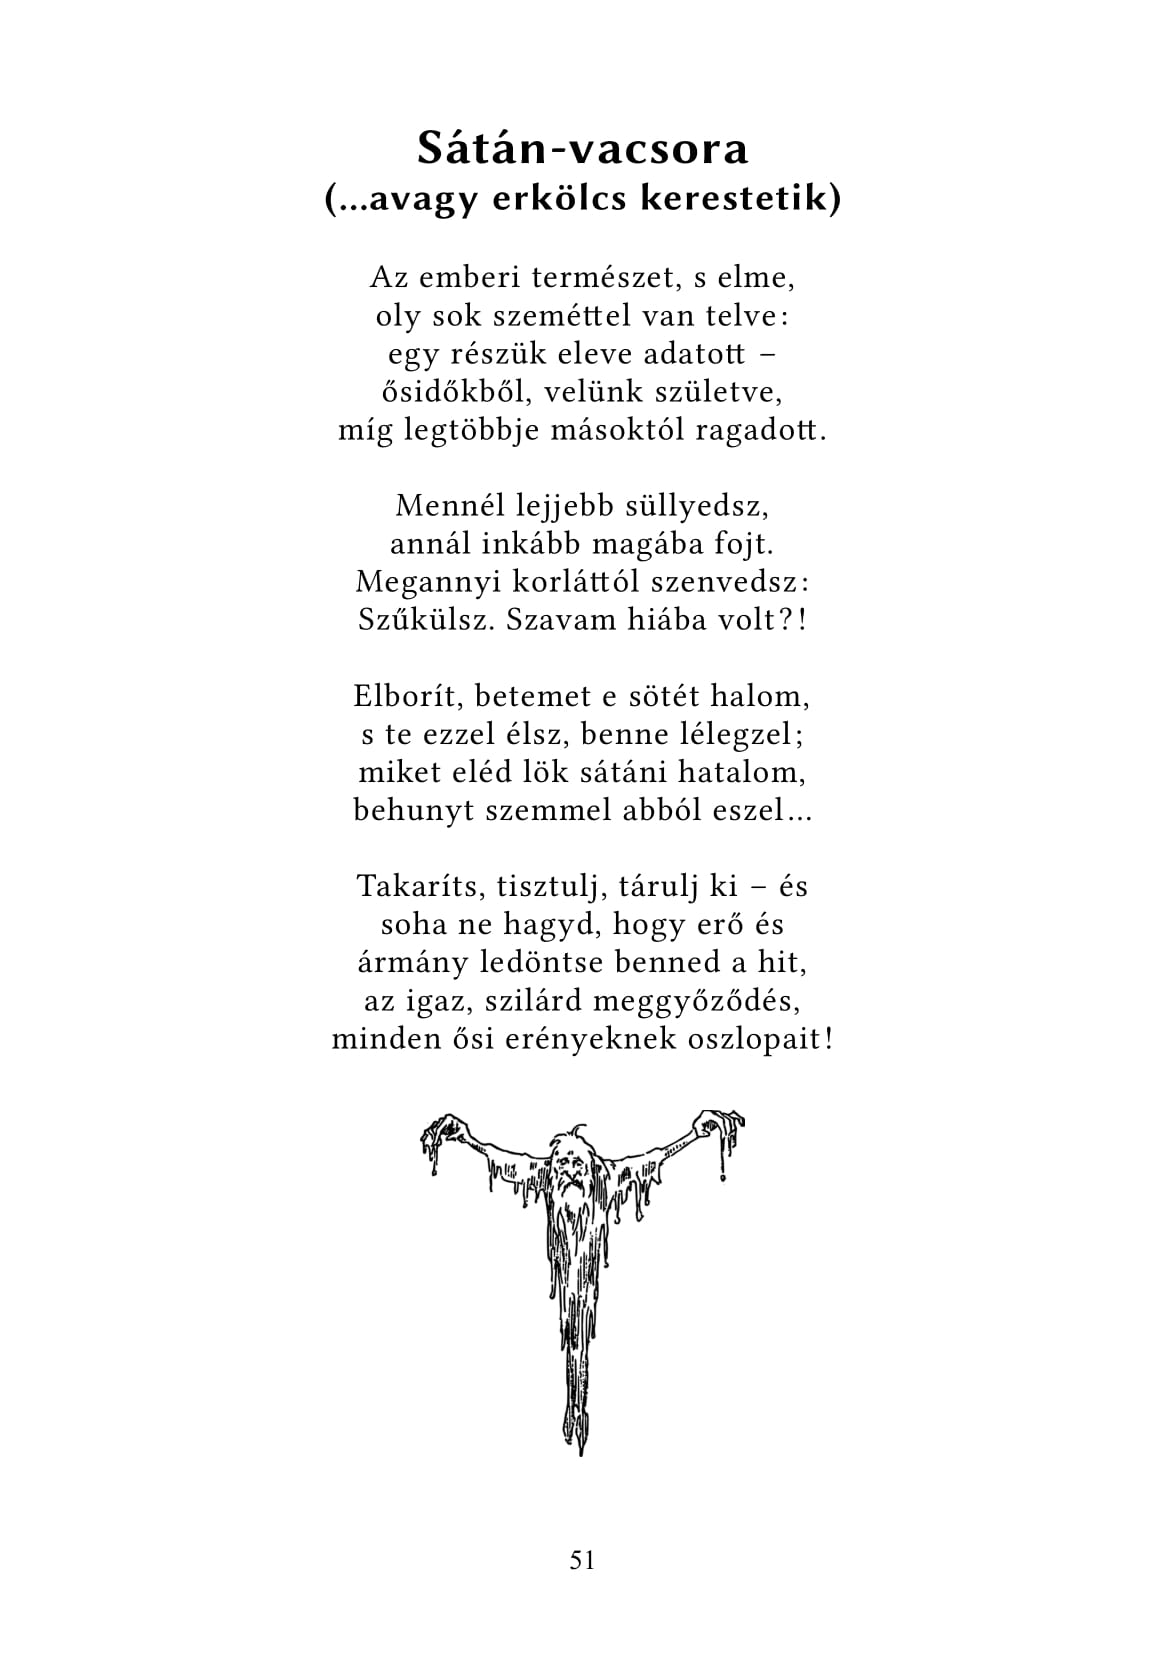 Sátán-vacsora
(...avagy erkölcs kerestetik)
Az emberi természet, s elme,
oly sok szeméttel van telve:
egy részük eleve adatott –
ősidőkből, velünk születve,
míg legtöbbje másoktól ragadott.
Mennél lejjebb süllyedsz,
annál inkább magába fojt.
Megannyi korláttól szenvedsz:
Szűkülsz. Szavam hiába volt?!
Elborít, betemet e sötét halom,
s te ezzel élsz, benne lélegzel;
miket eléd lök sátáni hatalom,
behunyt szemmel abból eszel...
Takaríts, tisztulj, tárulj ki – és
soha ne hagyd, hogy erő és
ármány ledöntse benned a hit,
az igaz, szilárd meggyőződés,
minden ősi erényeknek oszlopait!
51